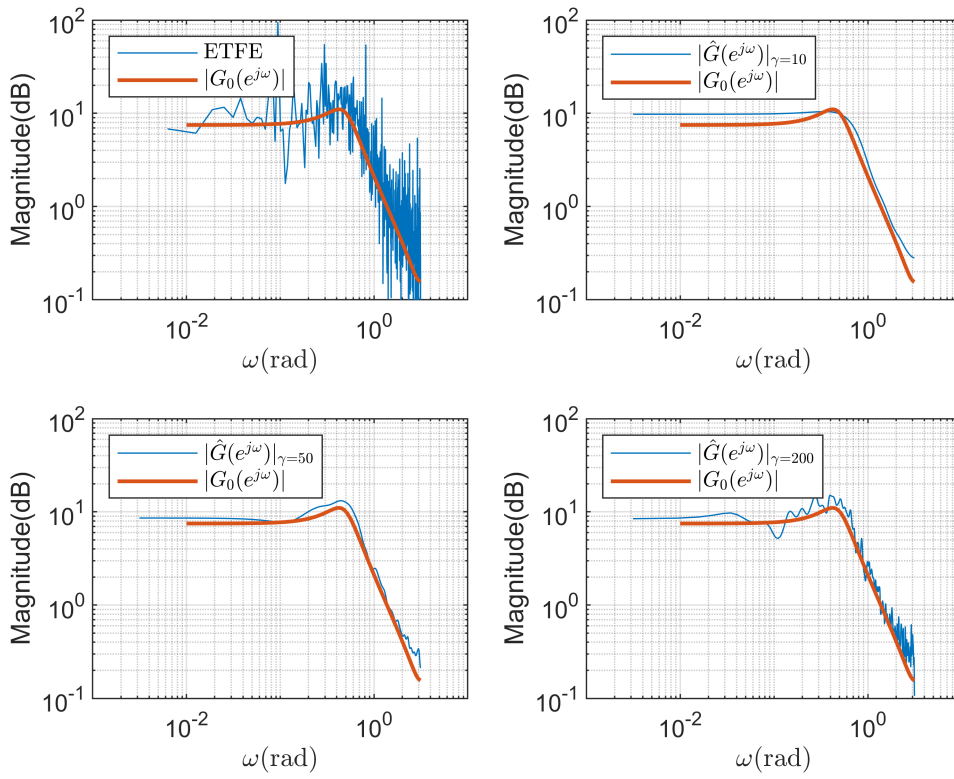 10^2
10^1
10^0
10^-1
Magnitude(dB)
ETFE
|G_0(e^{jω})|
10^-2
10^0
ω(rad)
10^2
10^1
10^0
10^-1
Magnitude(dB)
|Ĝ(e^{jω})|_{γ=10}
|G_0(e^{jω})|
10^-2
10^0
ω(rad)
10^2
10^1
10^0
10^-1
Magnitude(dB)
|Ĝ(e^{jω})|_{γ=50}
|G_0(e^{jω})|
10^-2
10^0
ω(rad)
10^2
10^1
10^0
10^-1
Magnitude(dB)
|Ĝ(e^{jω})|_{γ=200}
|G_0(e^{jω})|
10^-2
10^0
ω(rad)